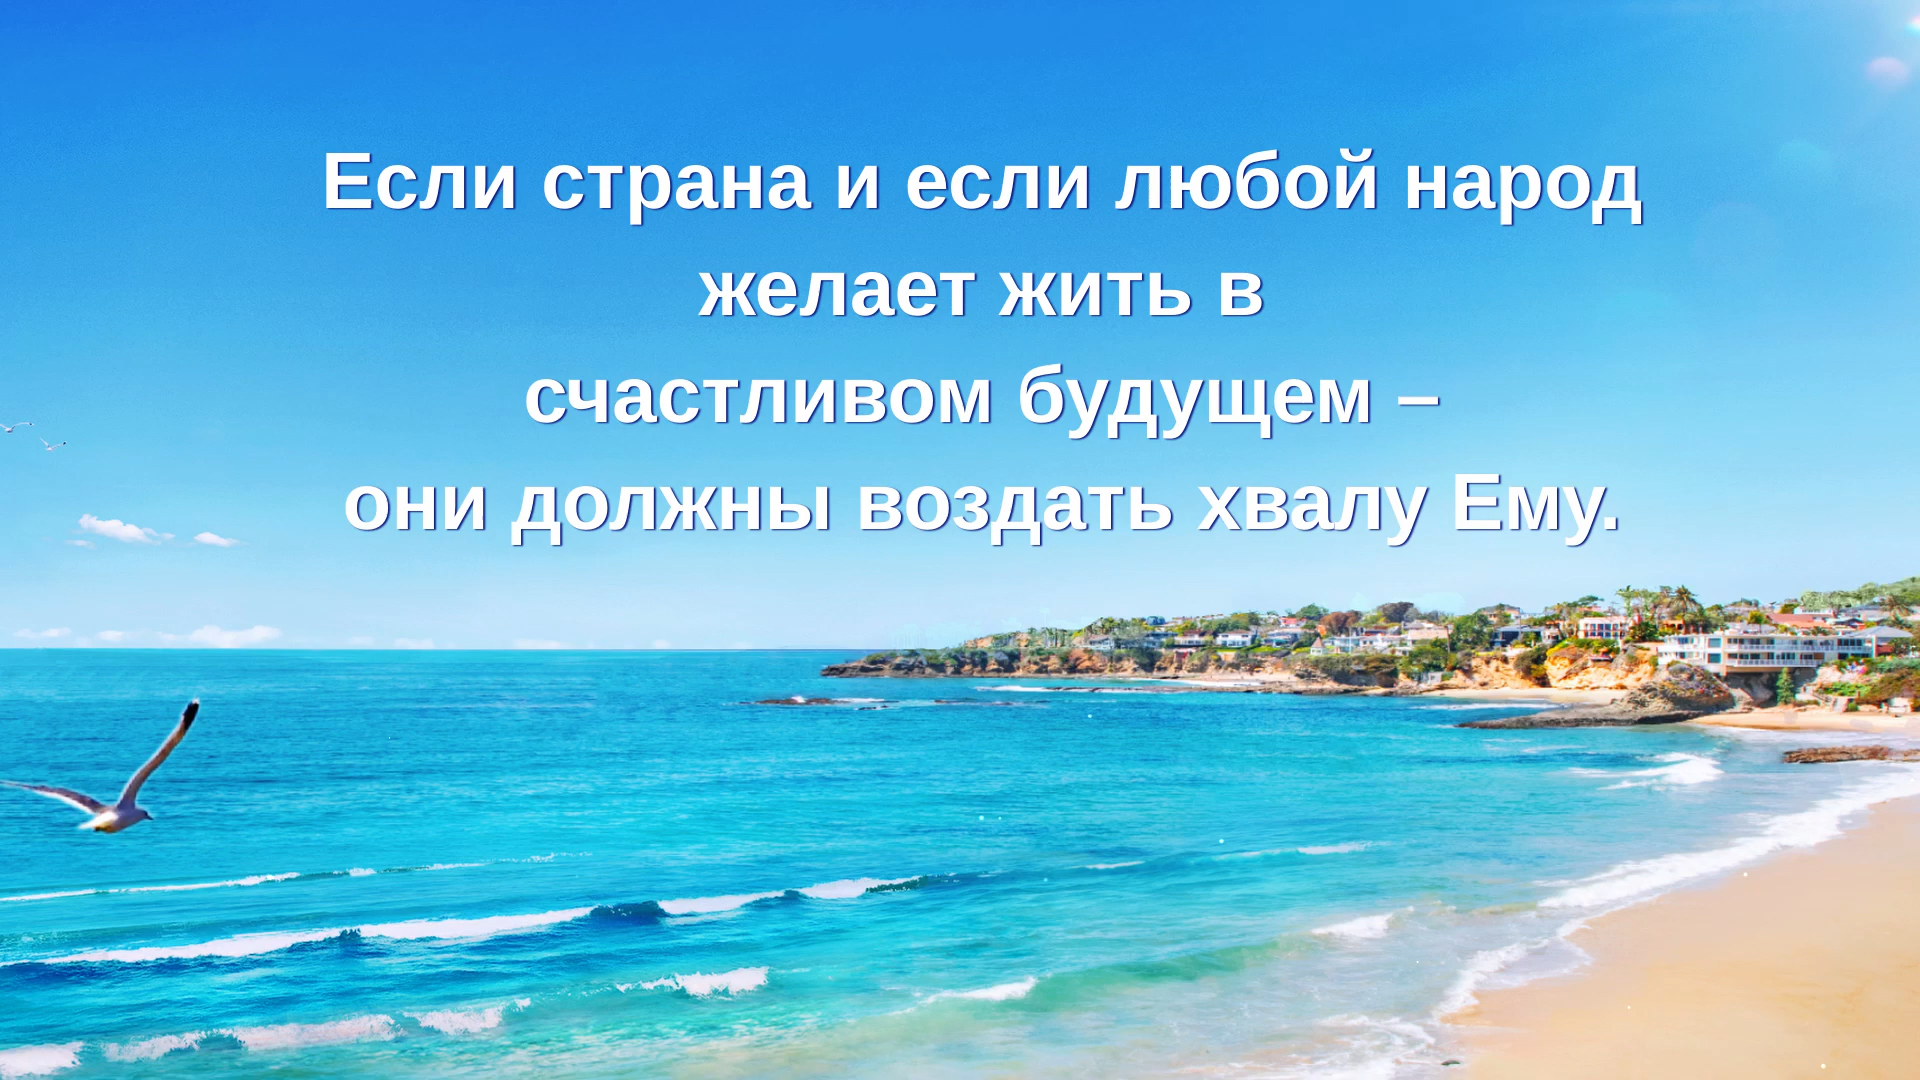 Если страна и если любой народ
желает жить в
счастливом будущем –
они должны воздать хвалу Ему.